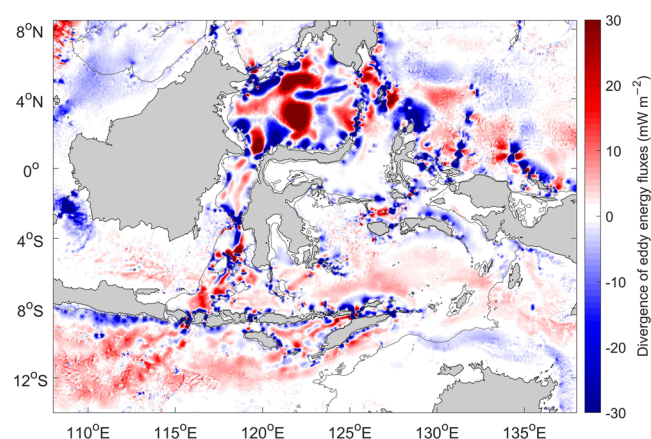 8°N
4°N
0°
4°S
8°S
12°S
110°E 115°E 120°E 125°E 130°E 135°E
30
20
10
0
-10
-20
-30
Divergence of eddy energy fluxes (mW m⁻²)